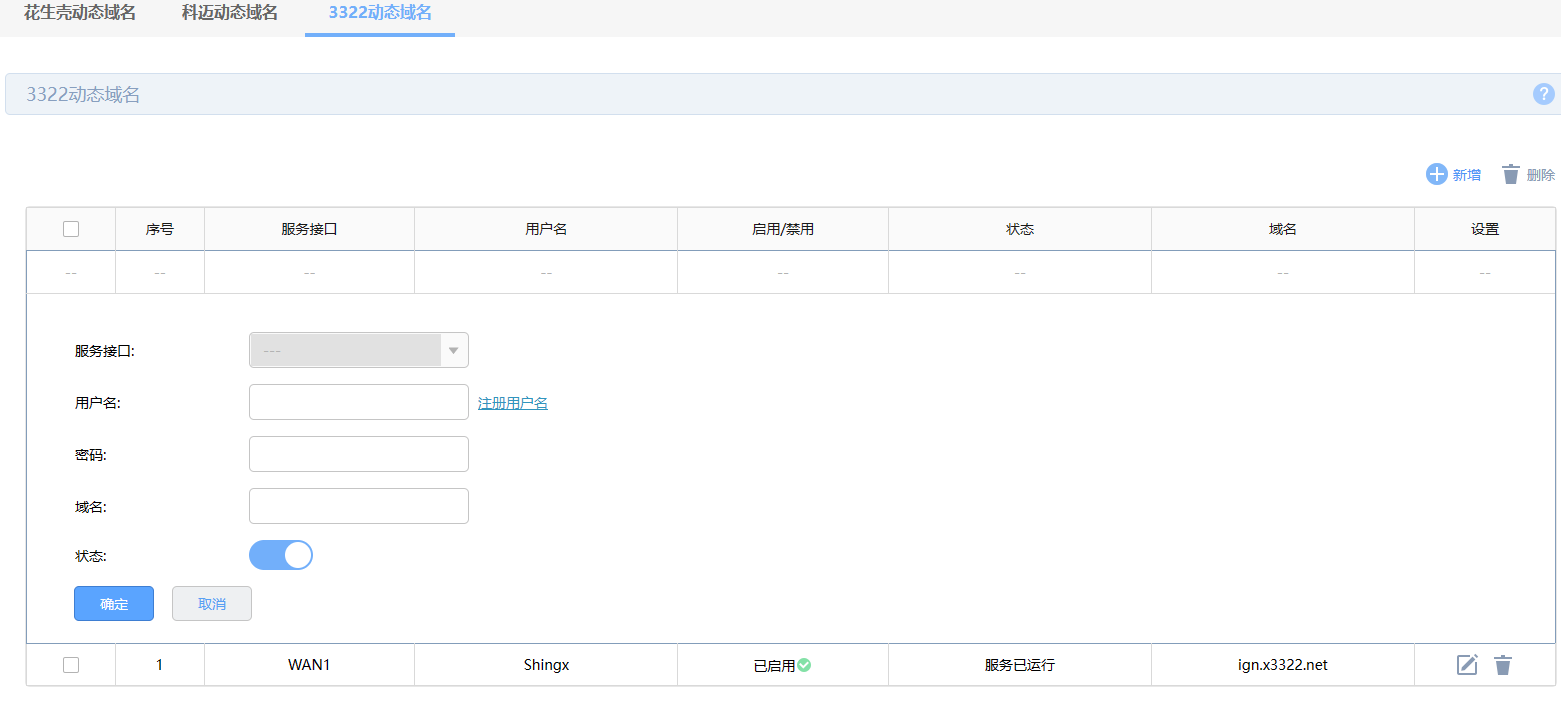 花生壳动态域名 科迈动态域名 3322动态域名
3322动态域名 ?
新增 删除
序号 服务接口 用户名 启用/禁用 状态 域名 设置
-- -- -- -- -- -- -- --
服务接口: ---
用户名: 注册用户名
密码:
域名:
状态:
确定 取消
1 WAN1 Shingx 已启用 服务已运行 ign.x3322.net